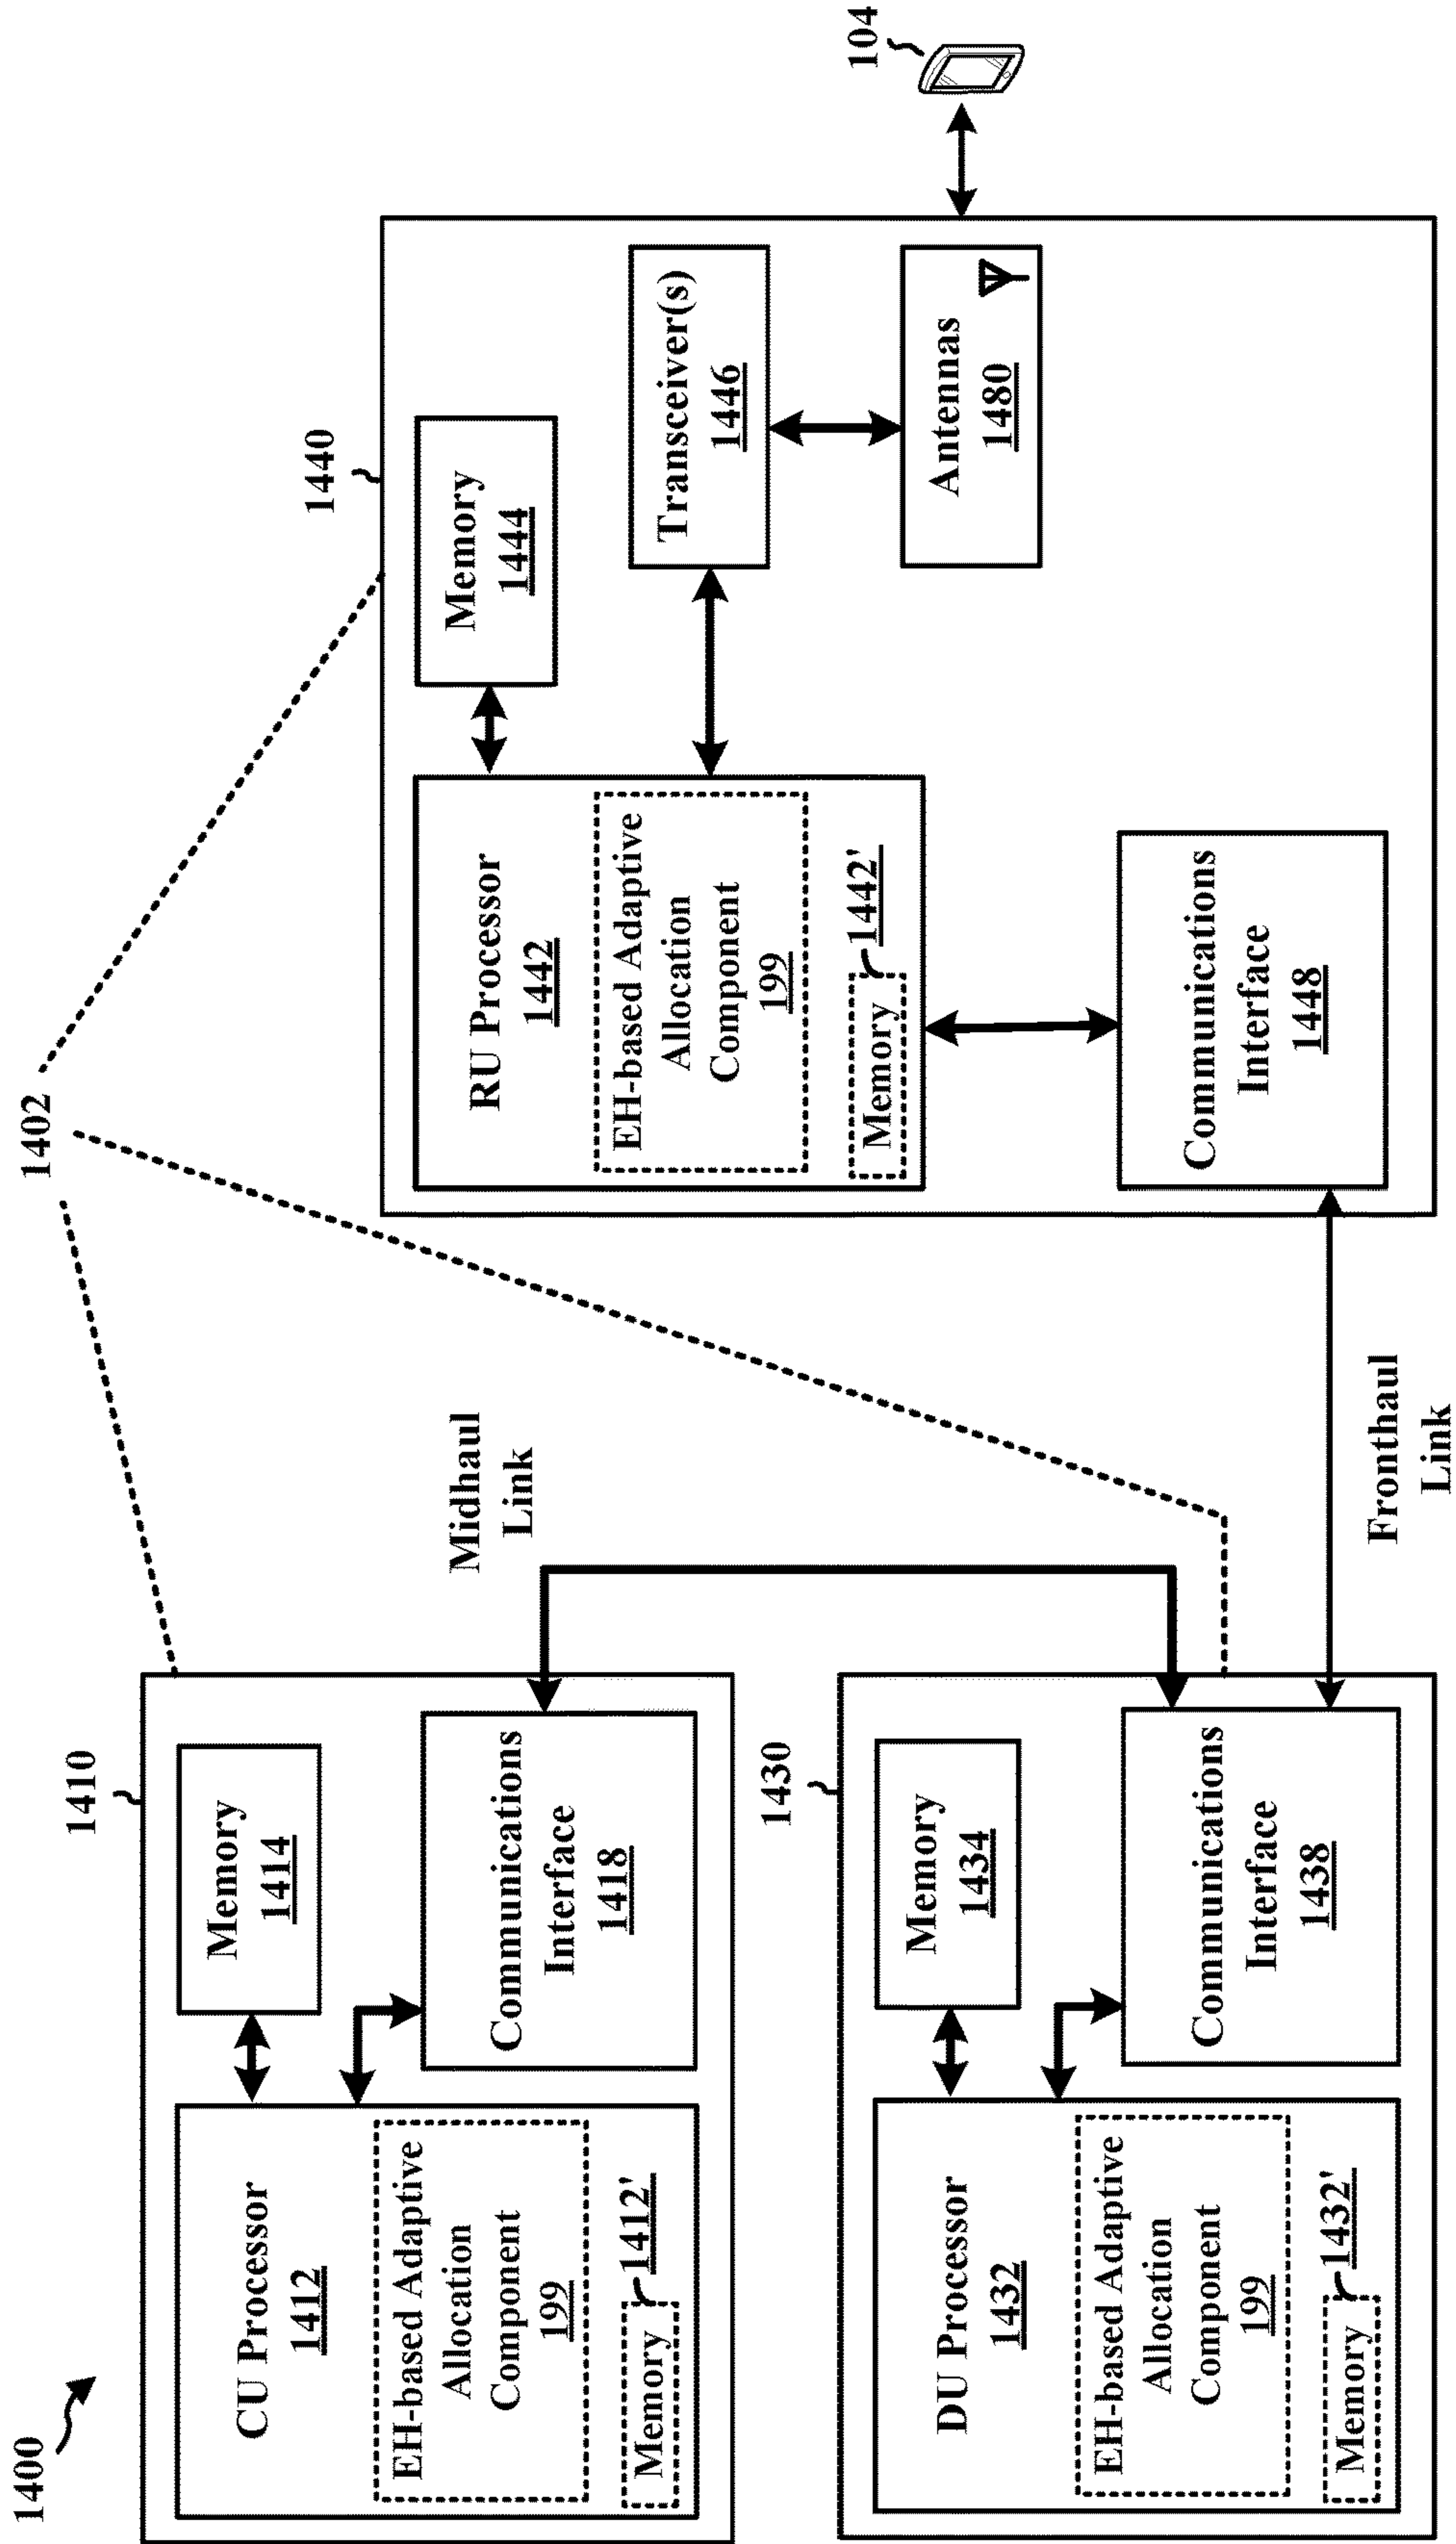 1400
1402
1410
CU Processor
1412
EH-based Adaptive
Allocation
Component
199
Memory
1412'
Memory
1414
Communications
Interface
1418
Midhaul
Link
1430
DU Processor
1432
EH-based Adaptive
Allocation
Component
199
Memory
1432'
Memory
1434
Communications
Interface
1438
Fronthaul
Link
1440
RU Processor
1442
EH-based Adaptive
Allocation
Component
199
Memory
1442'
Memory
1444
Transceiver(s)
1446
Antennas
1480
Communications
Interface
1448
104